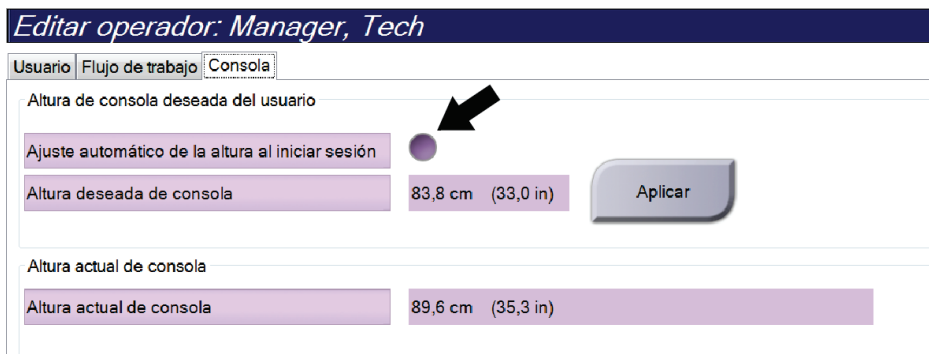 Editar operador: Manager, Tech
Usuario Flujo de trabajo Consola
Altura de consola deseada del usuario
Ajuste automático de la altura al iniciar sesión
Altura deseada de consola 83,8 cm (33,0 in) Aplicar
Altura actual de consola
Altura actual de consola 89,6 cm (35,3 in)